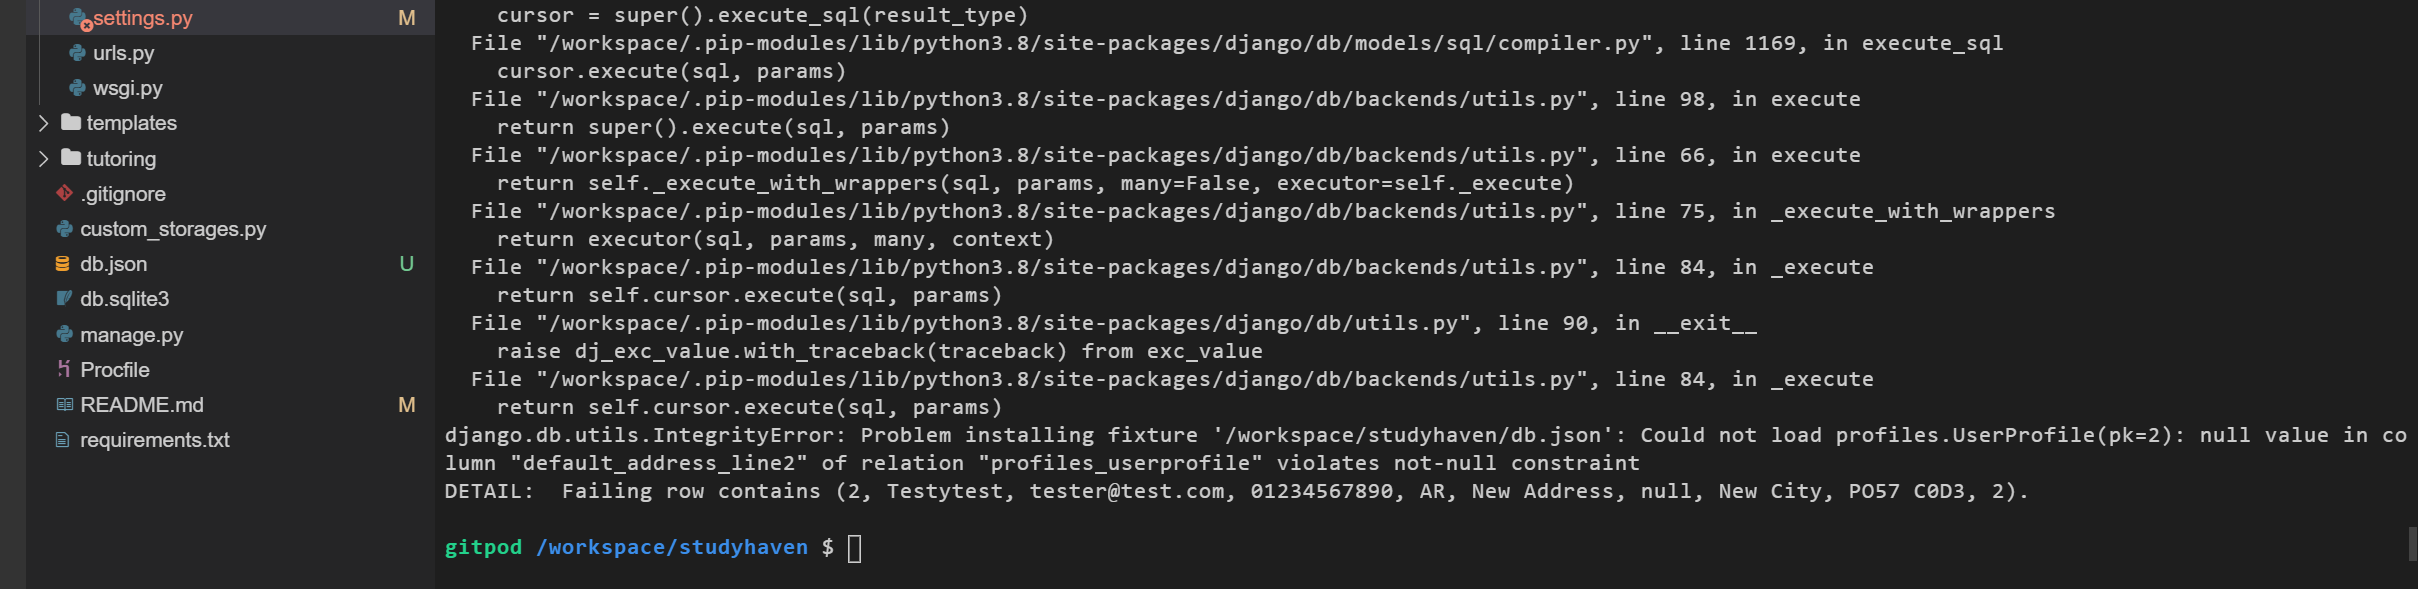 settings.py M
urls.py
wsgi.py
templates
tutoring
.gitignore
custom_storages.py
db.json U
db.sqlite3
manage.py
Procfile
README.md M
requirements.txt
cursor = super().execute_sql(result_type)
File "/workspace/.pip-modules/lib/python3.8/site-packages/django/db/models/sql/compiler.py", line 1169, in execute_sql
cursor.execute(sql, params)
File "/workspace/.pip-modules/lib/python3.8/site-packages/django/db/backends/utils.py", line 98, in execute
return super().execute(sql, params)
File "/workspace/.pip-modules/lib/python3.8/site-packages/django/db/backends/utils.py", line 66, in execute
return self._execute_with_wrappers(sql, params, many=False, executor=self._execute)
File "/workspace/.pip-modules/lib/python3.8/site-packages/django/db/backends/utils.py", line 75, in _execute_with_wrappers
return executor(sql, params, many, context)
File "/workspace/.pip-modules/lib/python3.8/site-packages/django/db/backends/utils.py", line 84, in _execute
return self.cursor.execute(sql, params)
File "/workspace/.pip-modules/lib/python3.8/site-packages/django/db/utils.py", line 90, in __exit__
raise dj_exc_value.with_traceback(traceback) from exc_value
File "/workspace/.pip-modules/lib/python3.8/site-packages/django/db/backends/utils.py", line 84, in _execute
return self.cursor.execute(sql, params)
django.db.utils.IntegrityError: Problem installing fixture '/workspace/studyhaven/db.json': Could not load profiles.UserProfile(pk=2): null value in co
lumn "default_address_line2" of relation "profiles_userprofile" violates not-null constraint
DETAIL:  Failing row contains (2, Testytest, tester@test.com, 01234567890, AR, New Address, null, New City, PO57 C0D3, 2).
gitpod /workspace/studyhaven $